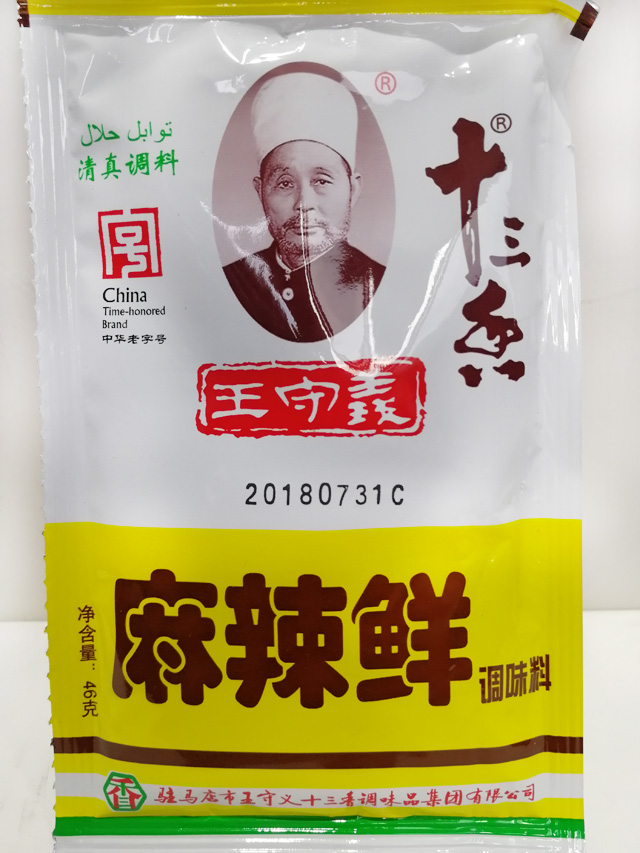 ®
توابل حلال
清真调料
China
Time-honored
Brand
中华老字号
®
十三香
王守義
20180731C
麻辣鲜
调味料
净含量：46克
香
驻马店市王守义十三香调味品集团有限公司